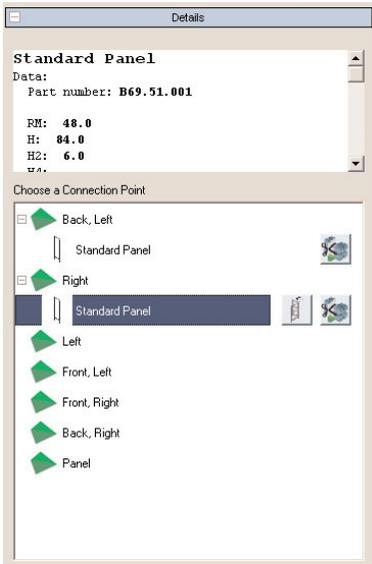 Details
Standard Panel
Data:
Part number: B69.51.001
RM: 48.0
H: 84.0
H2: 6.0
H4:
Choose a Connection Point
Back, Left
Standard Panel
Right
Standard Panel
Left
Front, Left
Front, Right
Back, Right
Panel